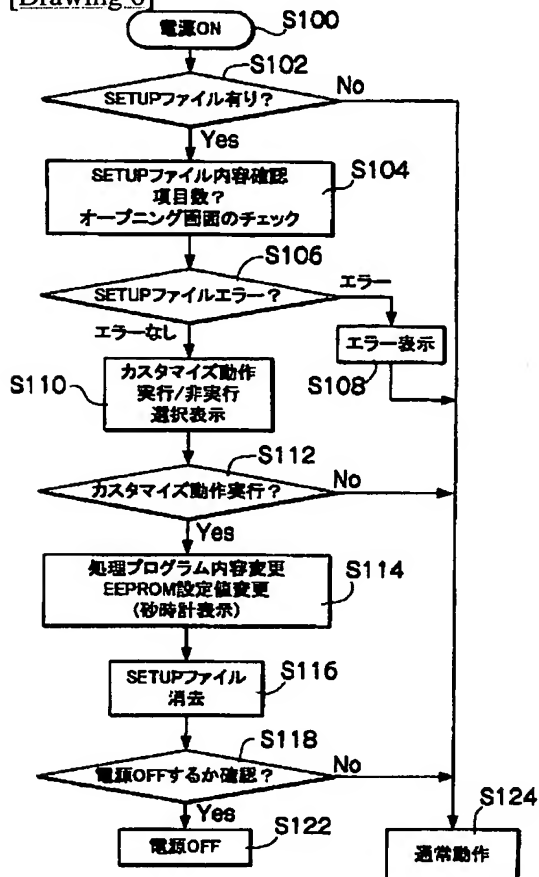 [Drawing 6]
電源ON
S100
S102
SETUPファイル有り?
No
Yes
SETUPファイル内容確認
項目数?
オープニング画面のチェック
S104
S106
SETUPファイルエラー?
エラー
エラーなし
エラー表示
S108
S110
カスタマイズ動作
実行/非実行
選択表示
S112
カスタマイズ動作実行?
No
Yes
処理プログラム内容変更
EEPROM設定値変更
(砂時計表示)
S114
SETUPファイル
消去
S116
S118
電源OFFするか確認?
No
Yes
電源OFF
S122
S124
通常動作